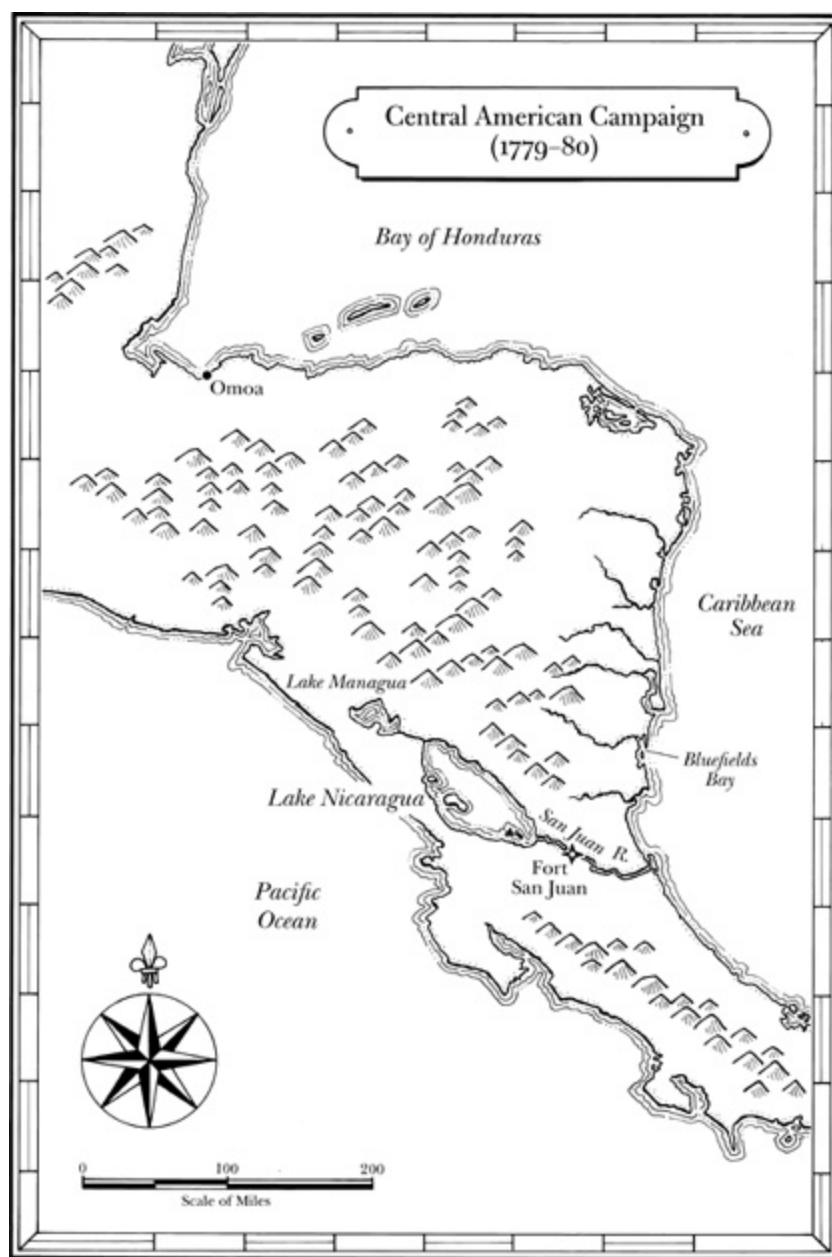 Central American Campaign
(1779–80)
Bay of Honduras
Omoa
Caribbean
Sea
Lake Managua
Bluefields
Bay
Lake Nicaragua
San Juan R.
Fort
San Juan
Pacific
Ocean
0 100 200
Scale of Miles